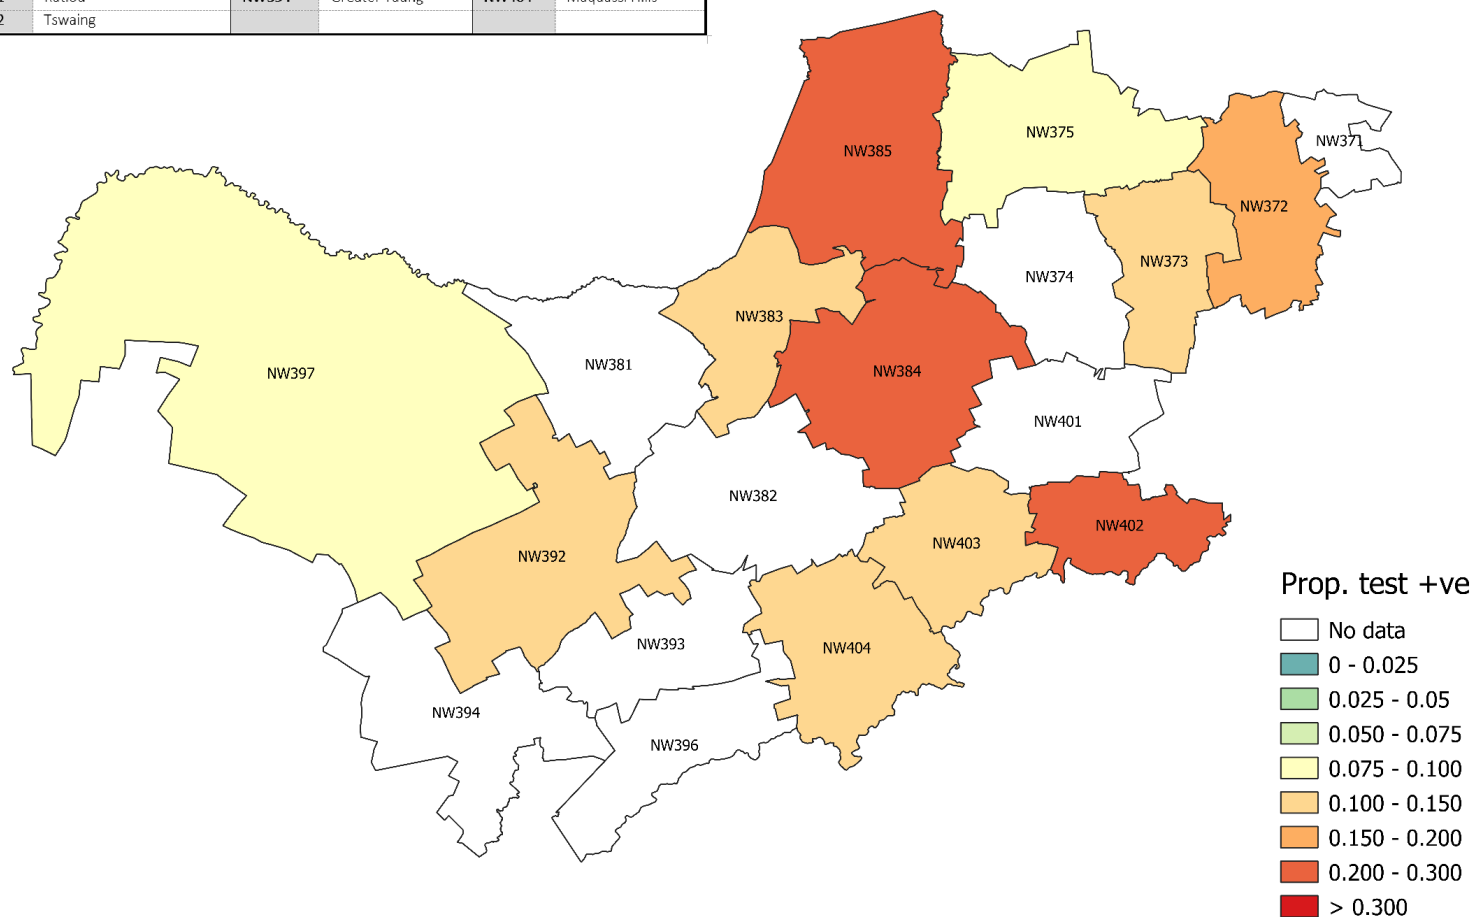 2 Tswaing
NW385
NW375
NW371
NW372
NW373
NW374
NW383
NW381
NW397
NW384
NW401
NW382
NW402
NW403
NW392
NW393
NW404
NW394
NW396
Prop. test +ve
No data
0 - 0.025
0.025 - 0.05
0.050 - 0.075
0.075 - 0.100
0.100 - 0.150
0.150 - 0.200
0.200 - 0.300
> 0.300